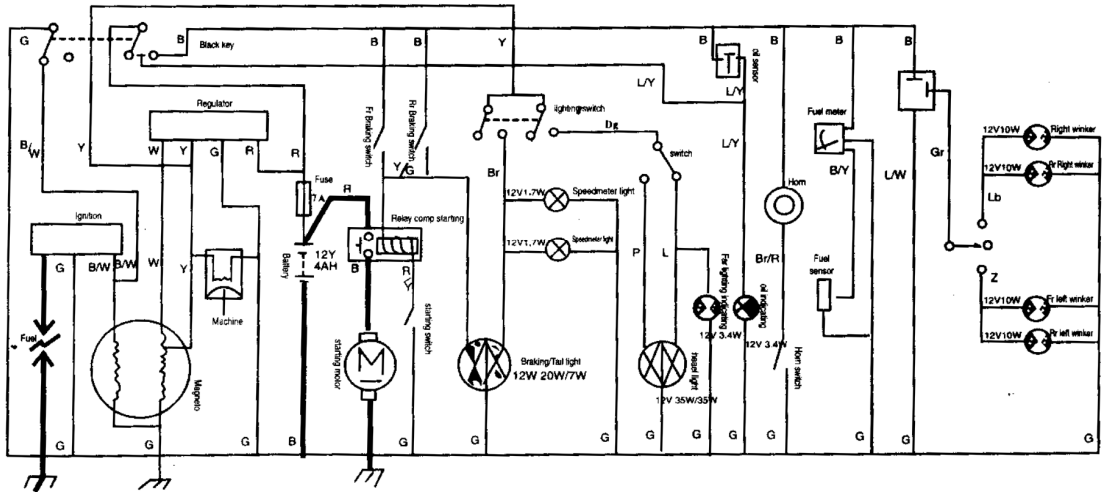 G
B
Black key
B
B
Y
B
B
B
B
oil sensor
L/Y
L/Y
Regulator
lighting switch
Fuel meter
W
Y
G
R
R
Fr Braking switch
Rr Braking switch
Dg
B/W
Y
switch
L/Y
Y/G
Br
B/Y
L/W
Gr
12V10W
Right winker
12V10W
Rr Right winker
Fuse
7A
R
12V1.7W
Speedmeter light
Horn
Lb
Ignition
Relay comp starting
12V1.7W
Speedmeter light
G
B/W
B/W
W
Y
Battery
12Y
4AH
B
R/Y
P
L
Br/R
Fuel sensor
Z
Machine
Far lighting indicating
oil indicating
12V10W
Fr left winker
12V10W
Rr left winker
Fuel
Magneto
starting motor
M
starting switch
Braking/Tail light
12W 20W/7W
head light
12V 35W/35W
12V 3.4W
12V 3.4W
Horn switch
G
G
G
G
B
G
G
G
G
G
G
G
G
G
G
G